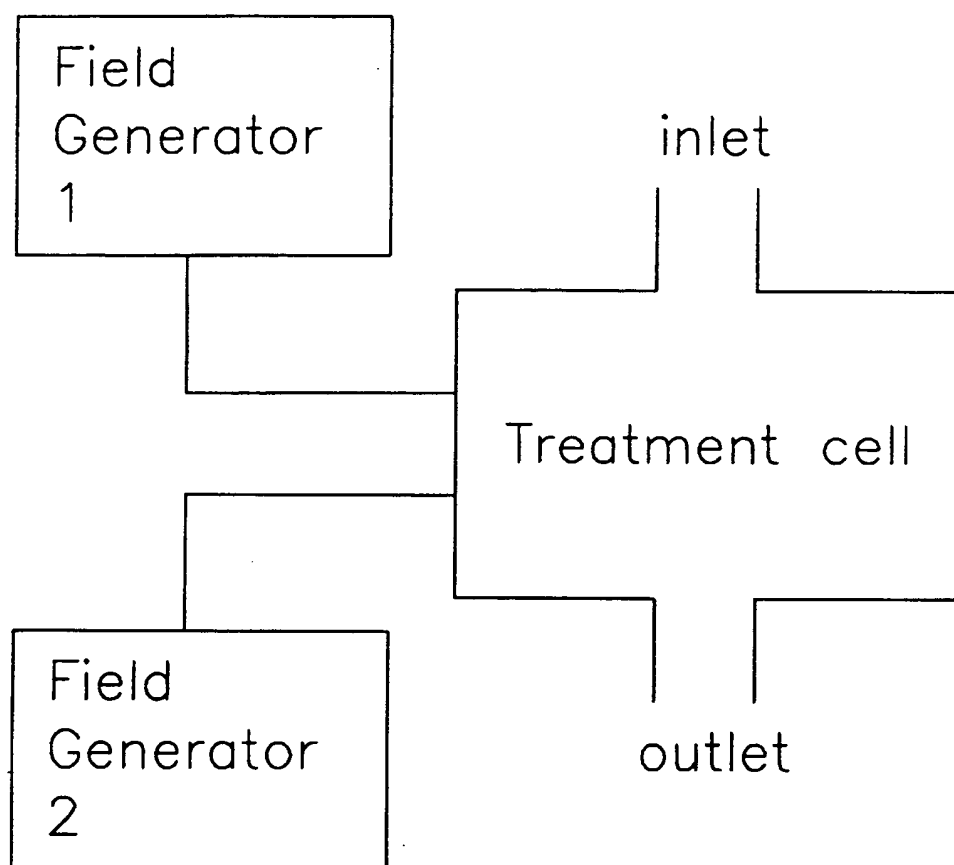 Field
Generator
1
inlet
Treatment cell
Field
Generator
2
outlet